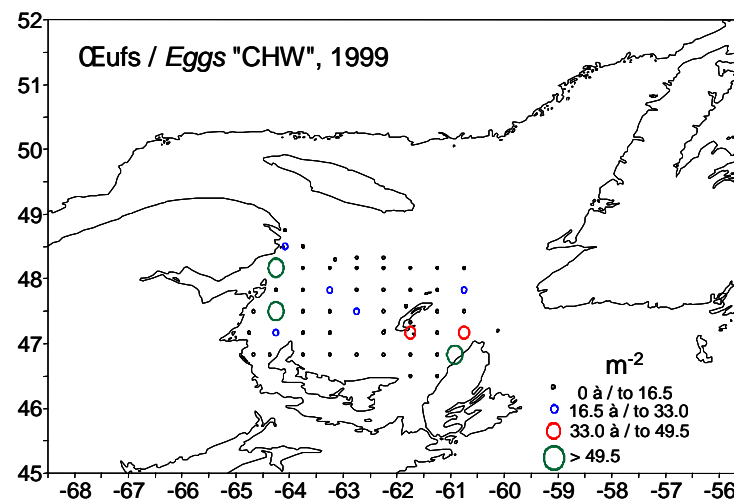 52
Œufs / Eggs "CHW", 1999
51
50
49
48
47
46
45
m-2
0 à / to 16.5
16.5 à / to 33.0
33.0 à / to 49.5
> 49.5
-68 -67 -66 -65 -64 -63 -62 -61 -60 -59 -58 -57 -56